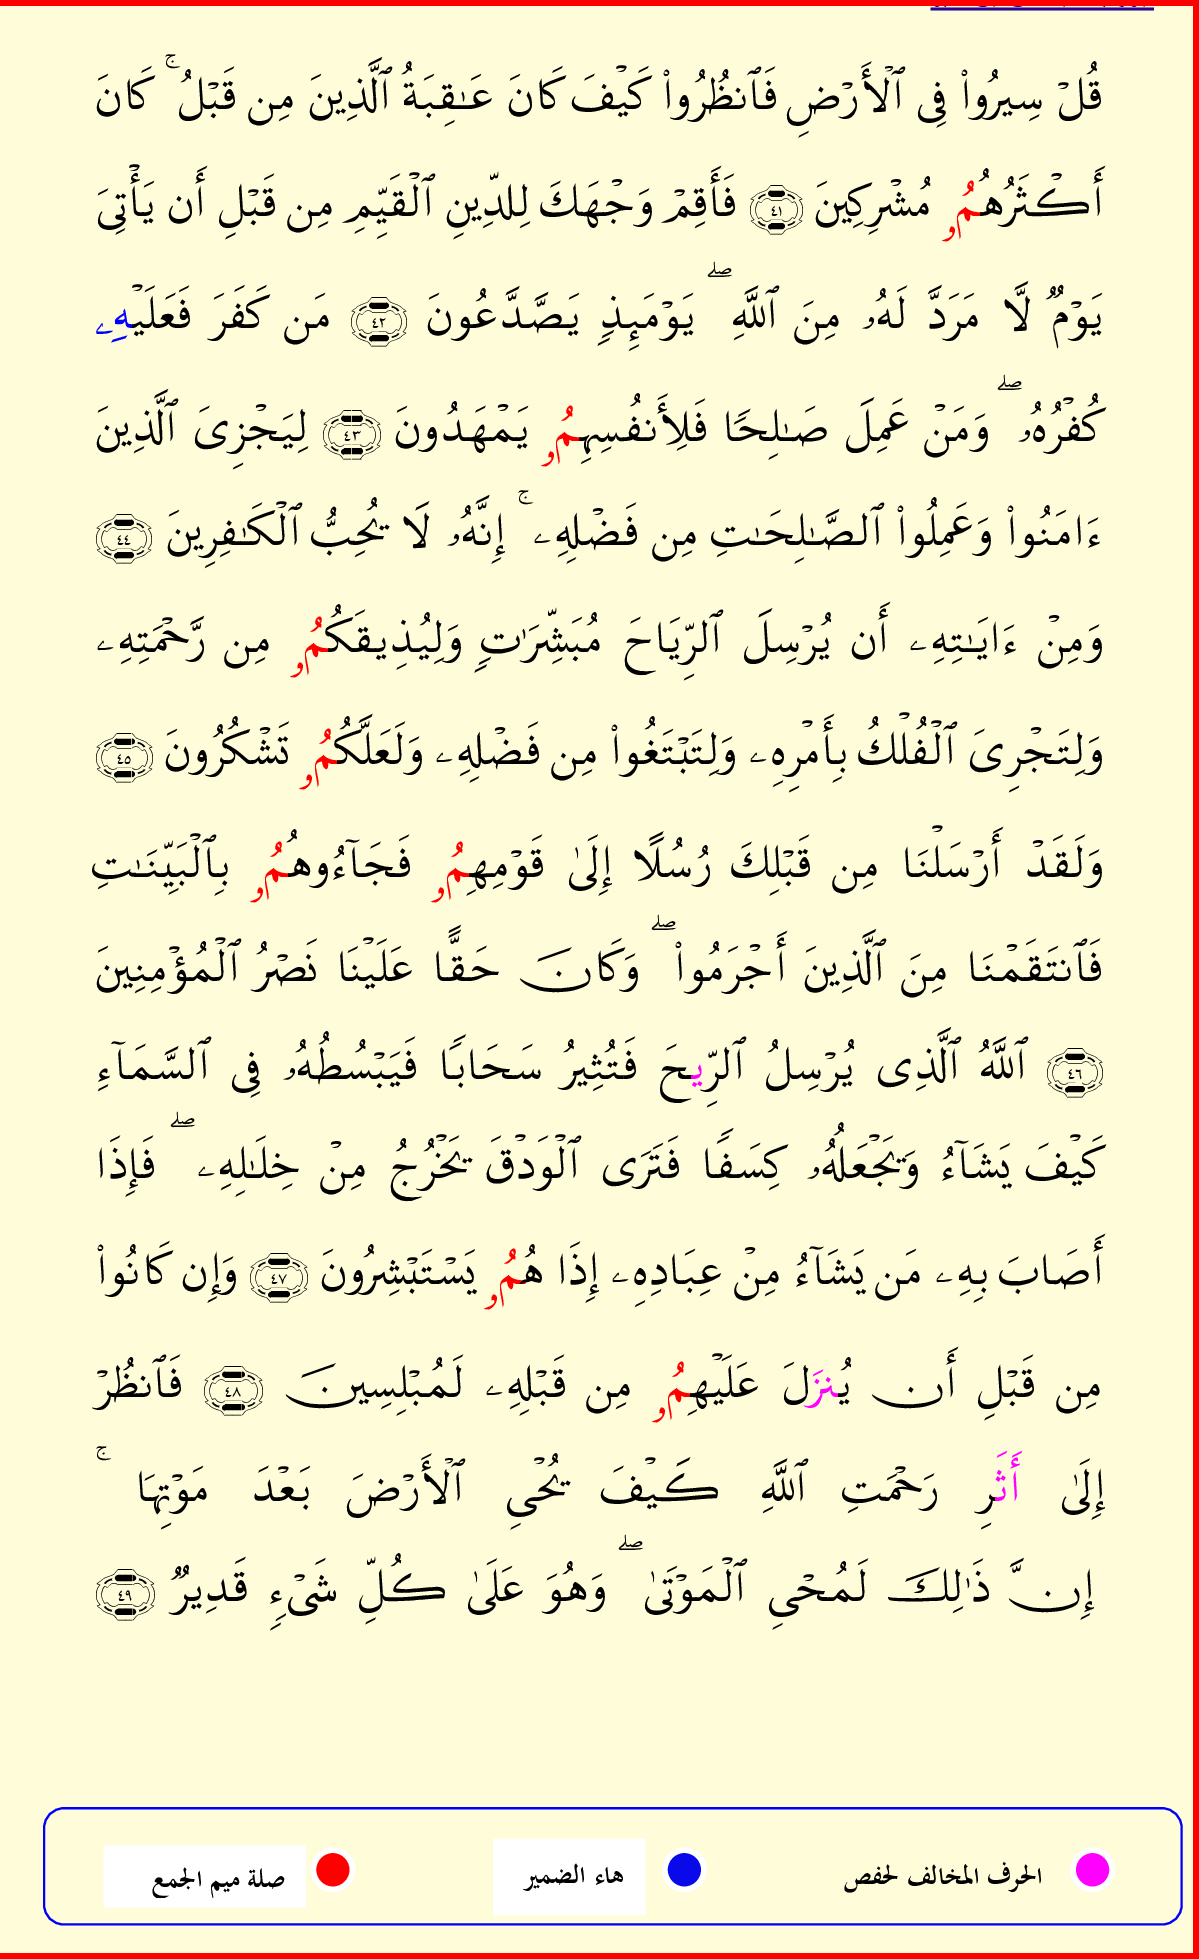 قُلْ سِيرُوا۟ فِى ٱلْأَرْضِ فَٱنظُرُوا۟ كَيْفَ كَانَ عَـٰقِبَةُ ٱلَّذِينَ مِن قَبْلُ ۚ كَانَ
أَكْثَرُهُمُۥ مُشْرِكِينَ ٤١ فَأَقِمْ وَجْهَكَ لِلدِّينِ ٱلْقَيِّمِ مِن قَبْلِ أَن يَأْتِىَ
يَوْمٌ لَّا مَرَدَّ لَهُۥ مِنَ ٱللَّهِ ۖ يَوْمَئِذٍ يَصَّدَّعُونَ ٤٢ مَن كَفَرَ فَعَلَيْهِۦ
كُفْرُهُۥ ۖ وَمَنْ عَمِلَ صَـٰلِحًا فَلِأَنفُسِهِمُۥ يَمْهَدُونَ ٤٣ لِيَجْزِىَ ٱلَّذِينَ
ءَامَنُوا۟ وَعَمِلُوا۟ ٱلصَّـٰلِحَـٰتِ مِن فَضْلِهِۦ ۚ إِنَّهُۥ لَا يُحِبُّ ٱلْكَـٰفِرِينَ ٤٤
وَمِنْ ءَايَـٰتِهِۦ أَن يُرْسِلَ ٱلرِّيَاحَ مُبَشِّرَٰتٍ وَلِيُذِيقَكُمُۥ مِن رَّحْمَتِهِۦ
وَلِتَجْرِىَ ٱلْفُلْكُ بِأَمْرِهِۦ وَلِتَبْتَغُوا۟ مِن فَضْلِهِۦ وَلَعَلَّكُمُۥ تَشْكُرُونَ ٤٥
وَلَقَدْ أَرْسَلْنَا مِن قَبْلِكَ رُسُلًا إِلَىٰ قَوْمِهِمُۥ فَجَآءُوهُمُۥ بِٱلْبَيِّنَـٰتِ
فَٱنتَقَمْنَا مِنَ ٱلَّذِينَ أَجْرَمُوا۟ ۖ وَكَانَ حَقًّا عَلَيْنَا نَصْرُ ٱلْمُؤْمِنِينَ
٤٦ ٱللَّهُ ٱلَّذِى يُرْسِلُ ٱلرِّيحَ فَتُثِيرُ سَحَابًا فَيَبْسُطُهُۥ فِى ٱلسَّمَآءِ
كَيْفَ يَشَآءُ وَيَجْعَلُهُۥ كِسَفًا فَتَرَى ٱلْوَدْقَ يَخْرُجُ مِنْ خِلَـٰلِهِۦ ۖ فَإِذَا
أَصَابَ بِهِۦ مَن يَشَآءُ مِنْ عِبَادِهِۦ إِذَا هُمُۥ يَسْتَبْشِرُونَ ٤٧ وَإِن كَانُوا۟
مِن قَبْلِ أَن يُنزَلَ عَلَيْهِمُۥ مِن قَبْلِهِۦ لَمُبْلِسِينَ ٤٨ فَٱنظُرْ
إِلَىٰ أَثَرِ رَحْمَتِ ٱللَّهِ كَيْفَ يُحْىِ ٱلْأَرْضَ بَعْدَ مَوْتِهَا ۚ
إِنَّ ذَٰلِكَ لَمُحْىِ ٱلْمَوْتَىٰ ۖ وَهُوَ عَلَىٰ كُلِّ شَىْءٍ قَدِيرٌ ٤٩
الحرف المخالف لحفص هاء الضمير صلة ميم الجمع